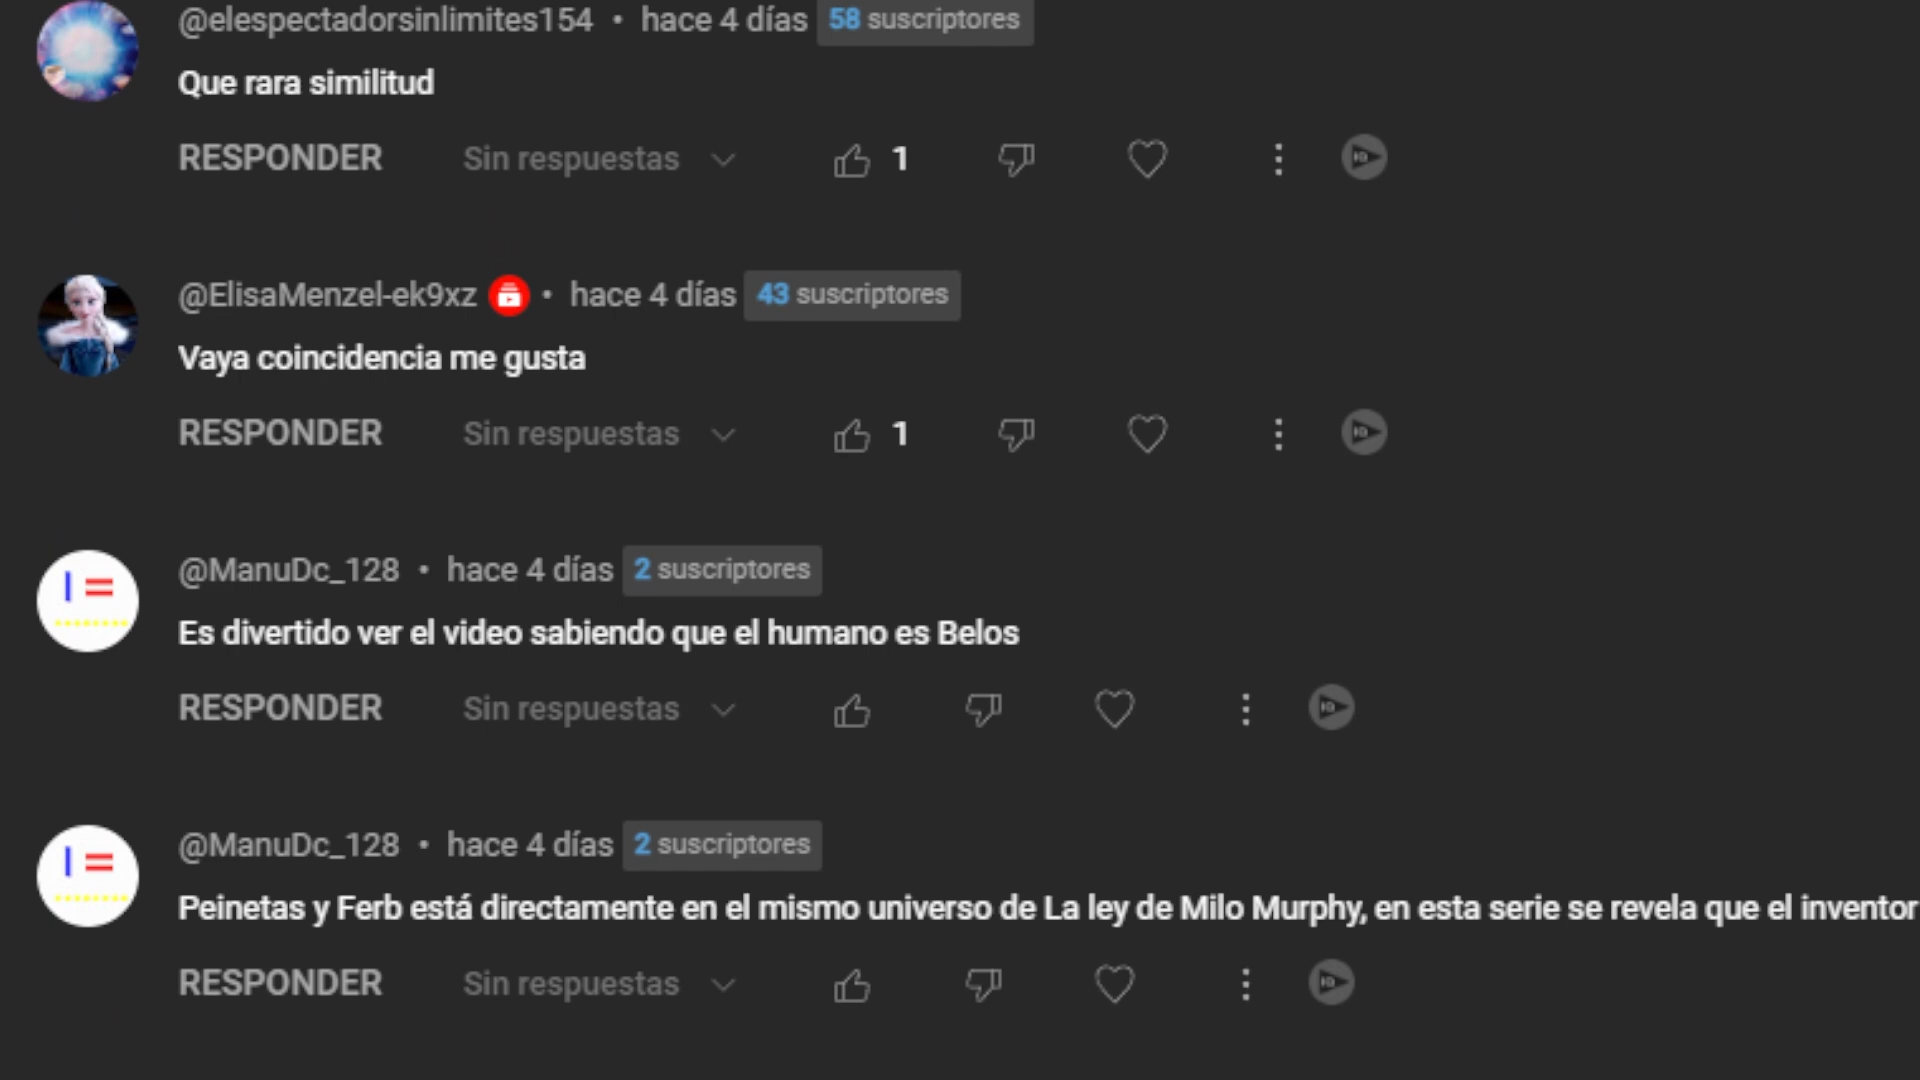 @elespectadorsinlimites154 • hace 4 días 58 suscriptores
Que rara similitud
RESPONDER Sin respuestas 1
@ElisaMenzel-ek9xz • hace 4 días 43 suscriptores
Vaya coincidencia me gusta
RESPONDER Sin respuestas 1
@ManuDc_128 • hace 4 días 2 suscriptores
Es divertido ver el video sabiendo que el humano es Belos
RESPONDER Sin respuestas
@ManuDc_128 • hace 4 días 2 suscriptores
Peinetas y Ferb está directamente en el mismo universo de La ley de Milo Murphy, en esta serie se revela que el inventor
RESPONDER Sin respuestas